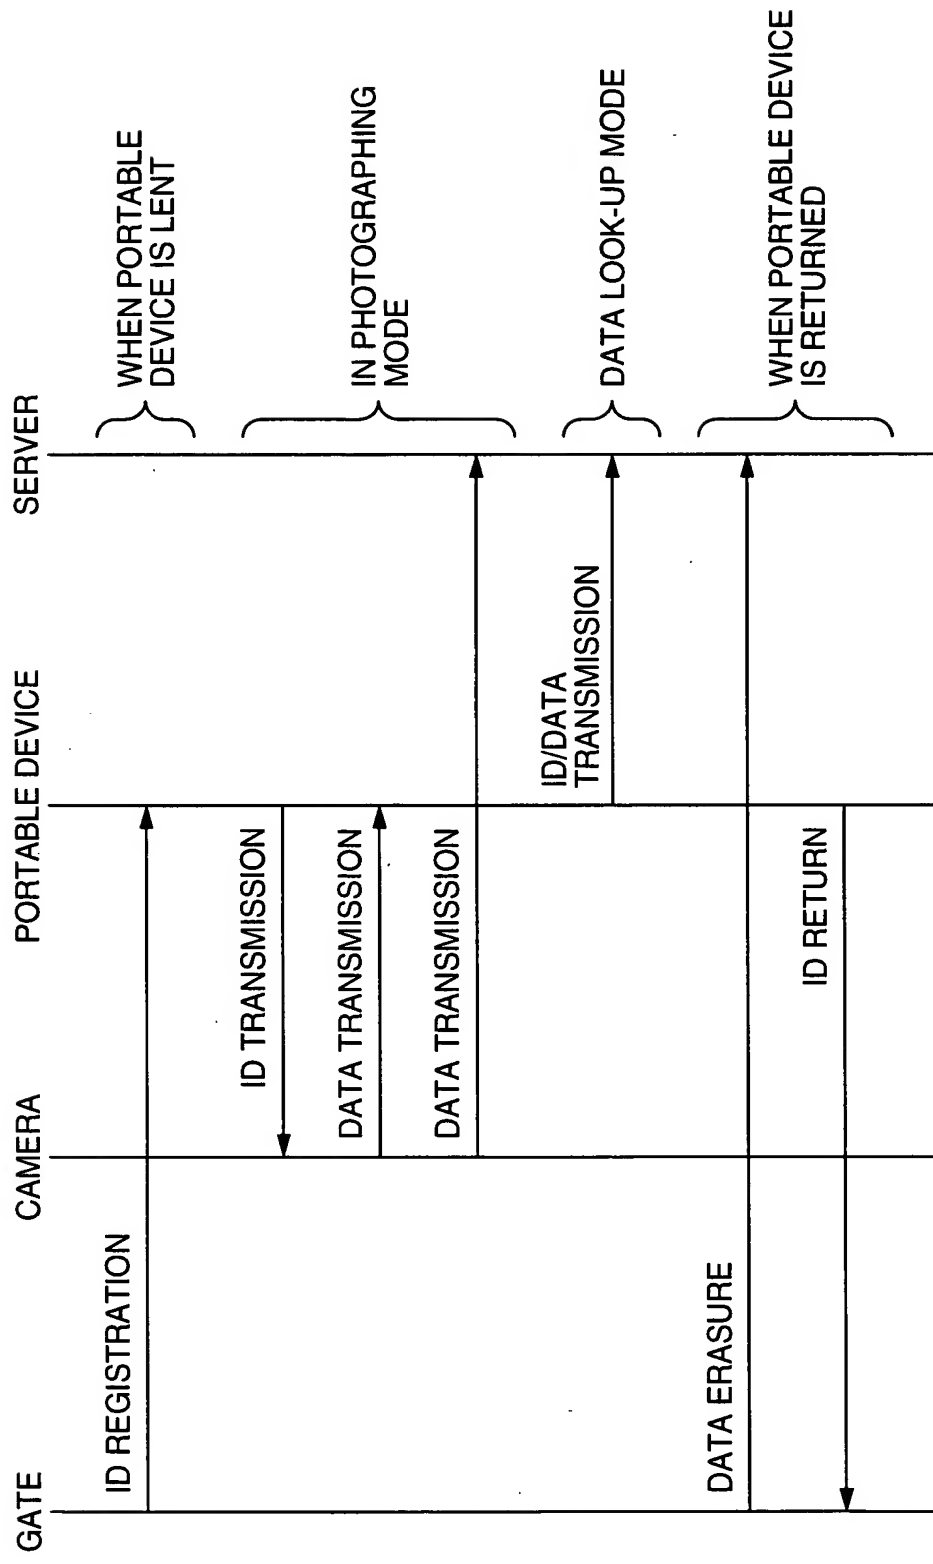 GATE
CAMERA
PORTABLE DEVICE
SERVER
ID REGISTRATION
WHEN PORTABLE
DEVICE IS LENT
ID TRANSMISSION
DATA TRANSMISSION
DATA TRANSMISSION
IN PHOTOGRAPHING
MODE
ID/DATA
TRANSMISSION
DATA LOOK-UP MODE
DATA ERASURE
ID RETURN
WHEN PORTABLE DEVICE
IS RETURNED